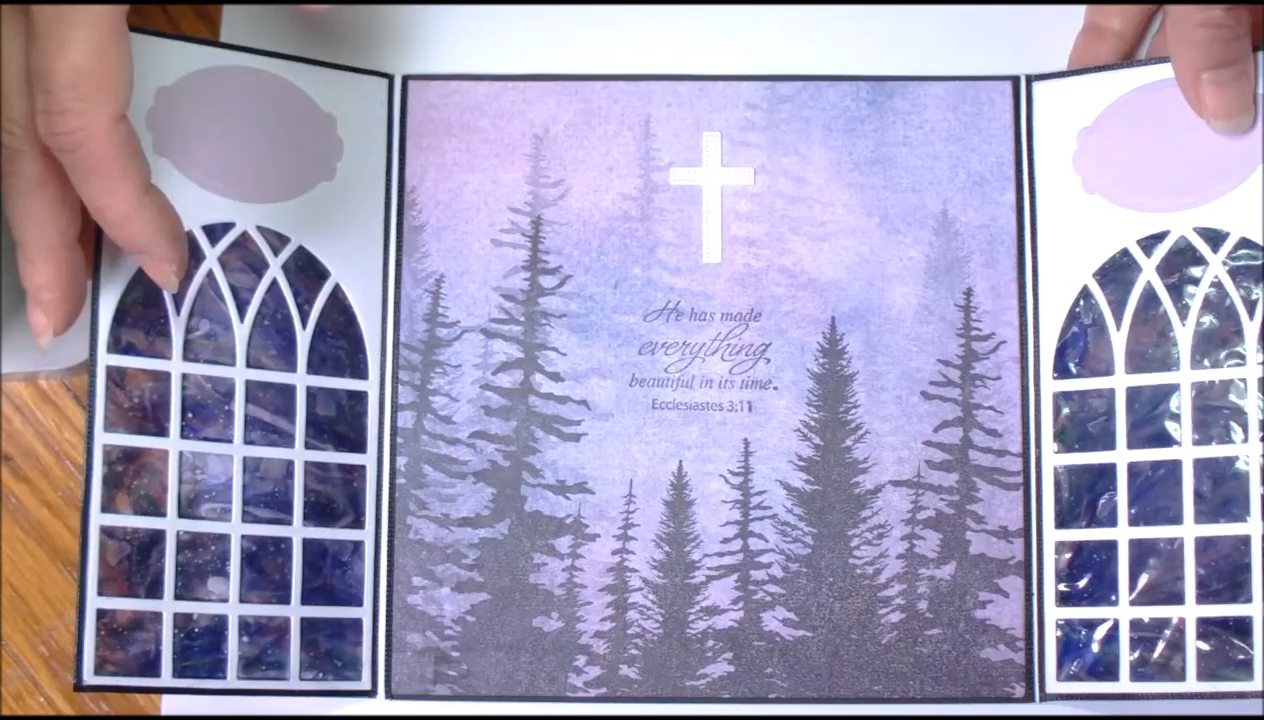 He has made
everything
beautiful in its time.
Ecclesiastes 3:11